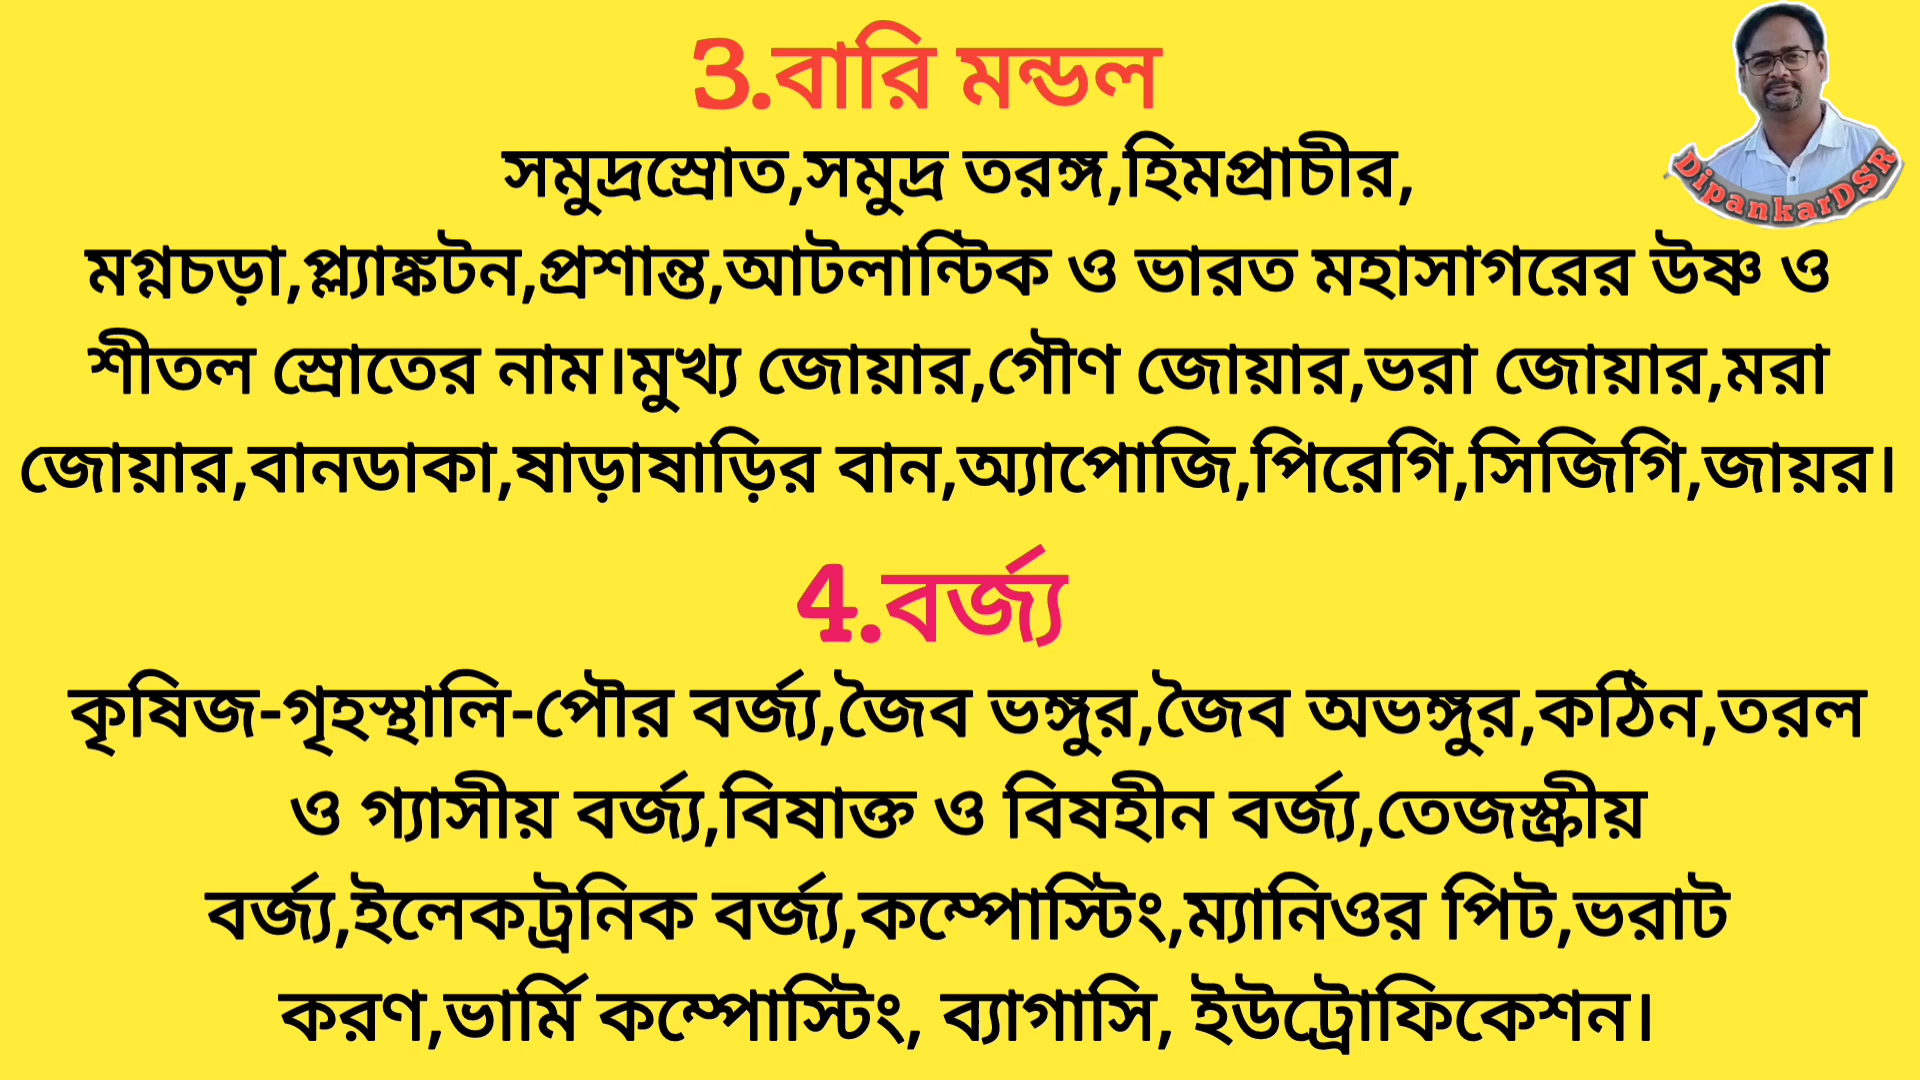 3.বারি মন্ডল
সমুদ্রস্রোত,সমুদ্র তরঙ্গ,হিমপ্রাচীর,
মগ্নচড়া,প্ল্যাঙ্কটন,প্রশান্ত,আটলান্টিক ও ভারত মহাসাগরের উষ্ণ ও
শীতল স্রোতের নাম।মুখ্য জোয়ার,গৌণ জোয়ার,ভরা জোয়ার,মরা
জোয়ার,বানডাকা,ষাড়াষাড়ির বান,অ্যাপোজি,পিরেগি,সিজিগি,জায়র।
4.বর্জ্য
কৃষিজ-গৃহস্থালি-পৌর বর্জ্য,জৈব ভঙ্গুর,জৈব অভঙ্গুর,কঠিন,তরল
ও গ্যাসীয় বর্জ্য,বিষাক্ত ও বিষহীন বর্জ্য,তেজস্ক্রীয়
বর্জ্য,ইলেকট্রনিক বর্জ্য,কম্পোস্টিং,ম্যানিওর পিট,ভরাট
করণ,ভার্মি কম্পোস্টিং, ব্যাগাসি, ইউট্রোফিকেশন।
DipankarDSR